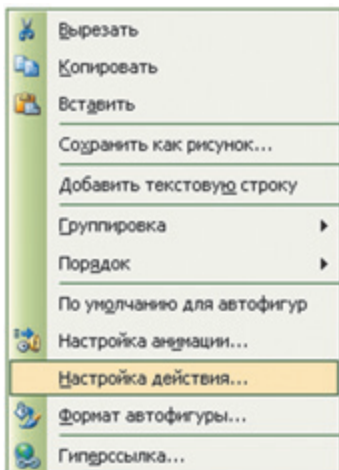 Вырезать
Копировать
Вставить
Сохранить как рисунок...
Добавить текстовую строку
Группировка
Порядок
По умолчанию для автофигур
Настройка анимации...
Настройка действия...
Формат автофигуры...
Гиперссылка...